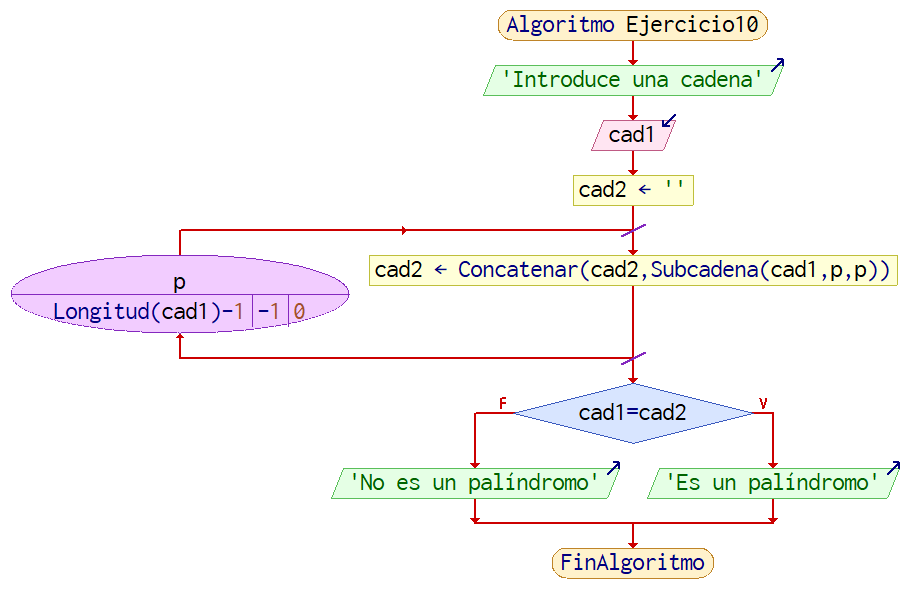 Algoritmo Ejercicio10
'Introduce una cadena'
cad1
cad2 ← ''
cad2 ← Concatenar(cad2,Subcadena(cad1,p,p))
p
Longitud(cad1)-1 -1 0
cad1=cad2
F
V
'No es un palíndromo'
'Es un palíndromo'
FinAlgoritmo